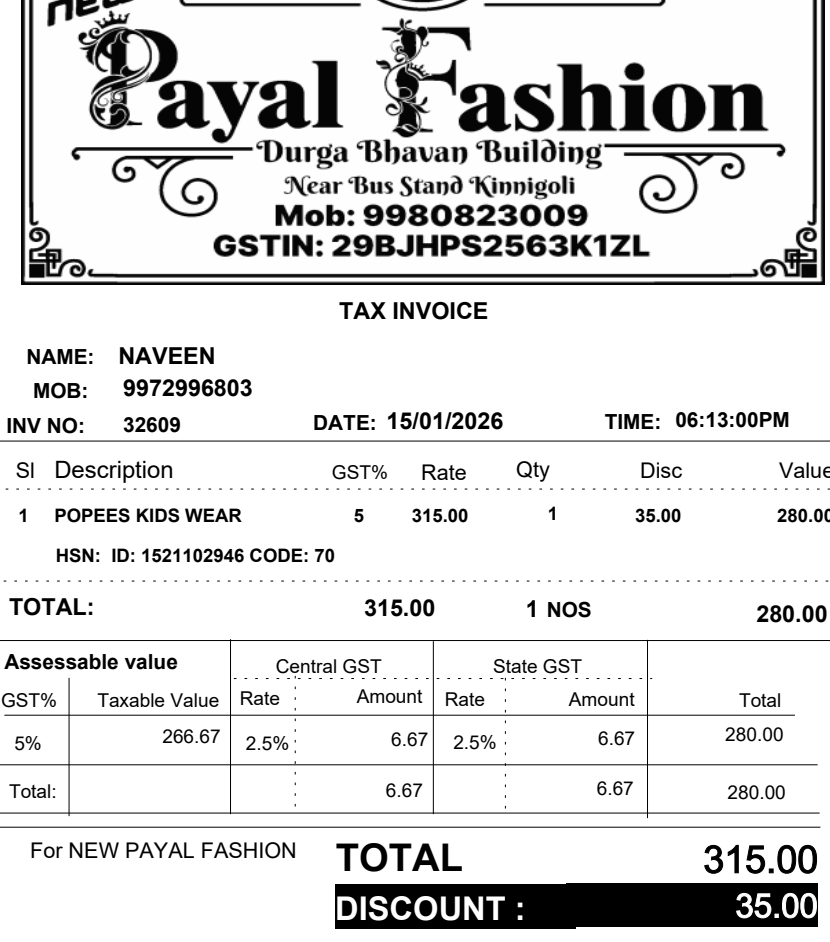 new
Payal Fashion
Durga Bhavan Building
Near Bus Stand Kinnigoli
Mob: 9980823009
GSTIN: 29BJHPS2563K1ZL
TAX INVOICE
NAME: NAVEEN
MOB: 9972996803
INV NO: 32609 DATE: 15/01/2026 TIME: 06:13:00PM
Sl Description GST% Rate Qty Disc Value
1 POPEES KIDS WEAR 5 315.00 1 35.00 280.00
HSN: ID: 1521102946 CODE: 70
TOTAL: 315.00 1 NOS 280.00
Assessable value Central GST State GST
GST% Taxable Value Rate Amount Rate Amount Total
5% 266.67 2.5% 6.67 2.5% 6.67 280.00
Total: 6.67 6.67 280.00
For NEW PAYAL FASHION TOTAL 315.00
DISCOUNT : 35.00